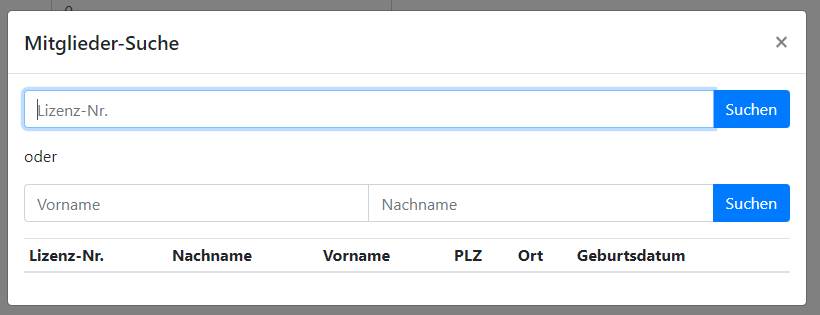 Mitglieder-Suche ×
Lizenz-Nr. Suchen
oder
Vorname Nachname Suchen
Lizenz-Nr. Nachname Vorname PLZ Ort Geburtsdatum